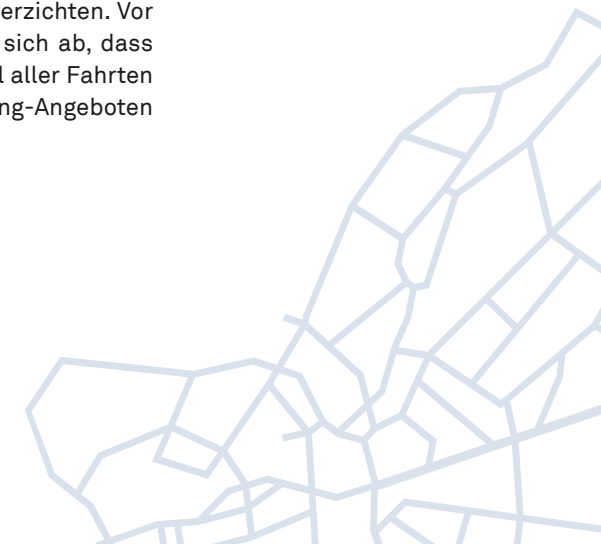 erzichten. Vor
sich ab, dass
l aller Fahrten
ng-Angeboten